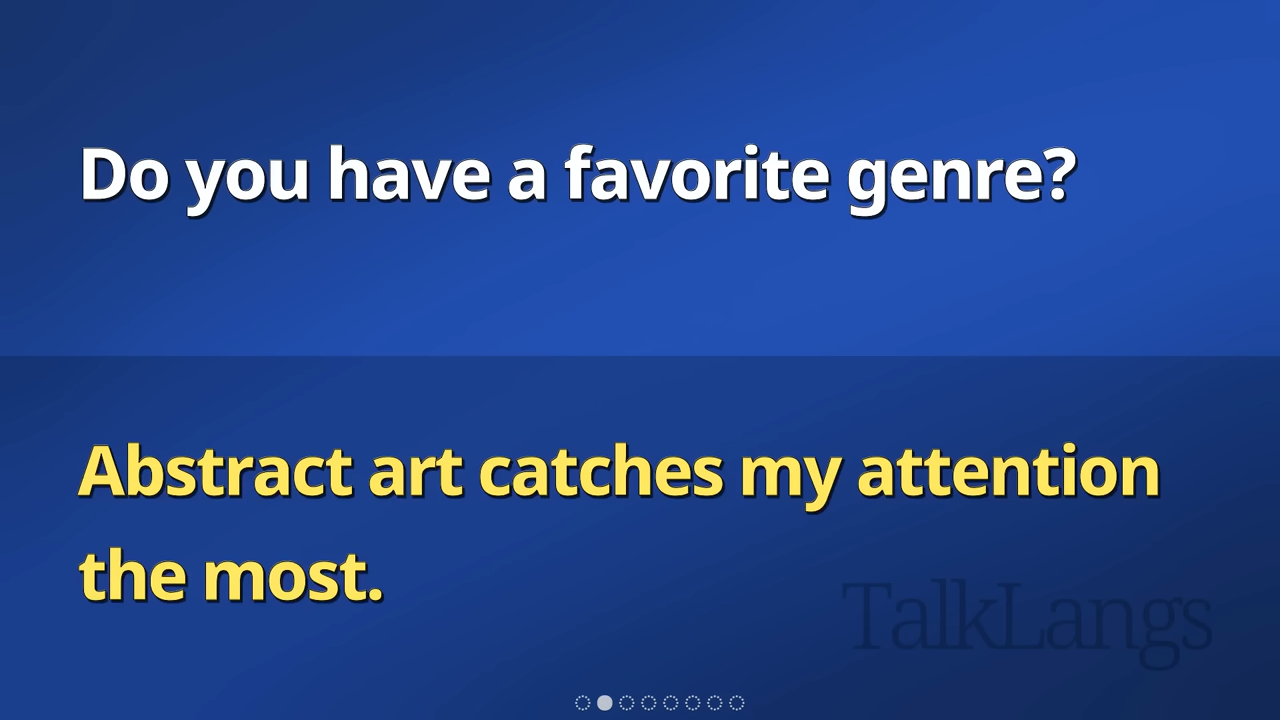 Do you have a favorite genre?
Abstract art catches my attention
the most.
TalkLangs